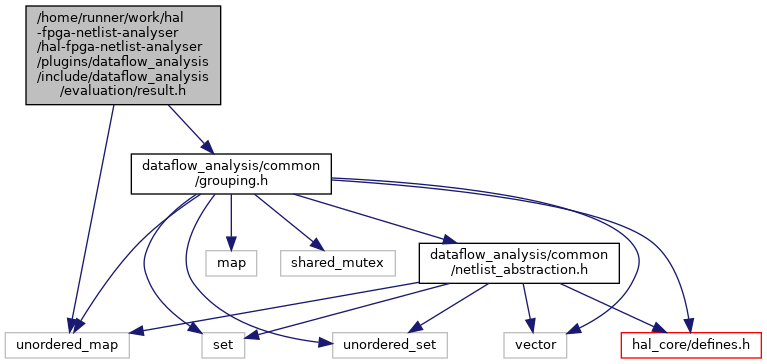 /home/runner/work/hal
-fpga-netlist-analyser
/hal-fpga-netlist-analyser
/plugins/dataflow_analysis
/include/dataflow_analysis
/evaluation/result.h
dataflow_analysis/common
/grouping.h
map
shared_mutex
dataflow_analysis/common
/netlist_abstraction.h
unordered_map
set
unordered_set
vector
hal_core/defines.h